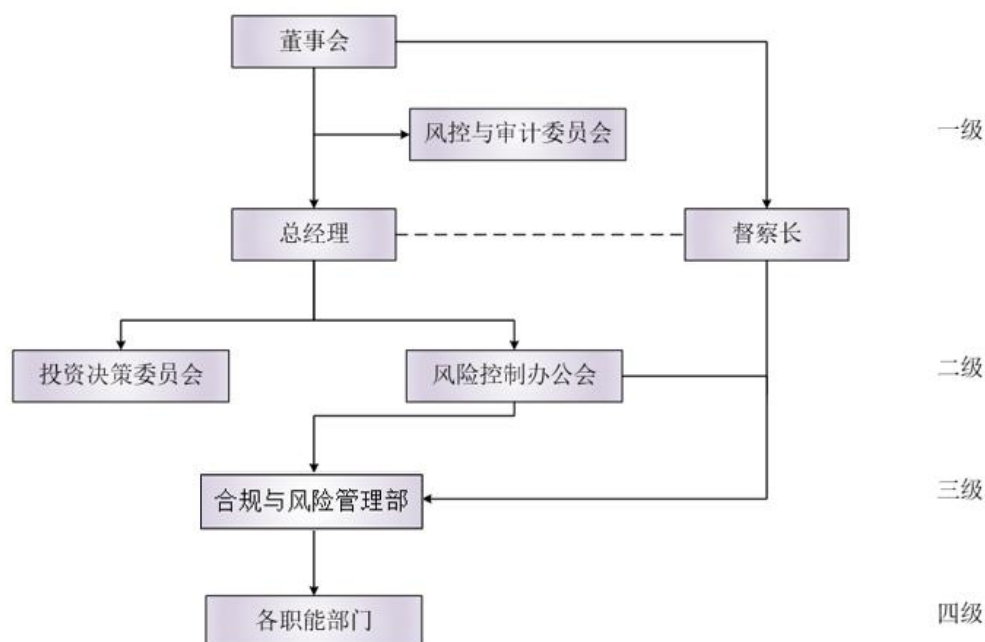 董事会
风控与审计委员会
一级
总经理
督察长
投资决策委员会
风险控制办公会
二级
合规与风险管理部
三级
各职能部门
四级